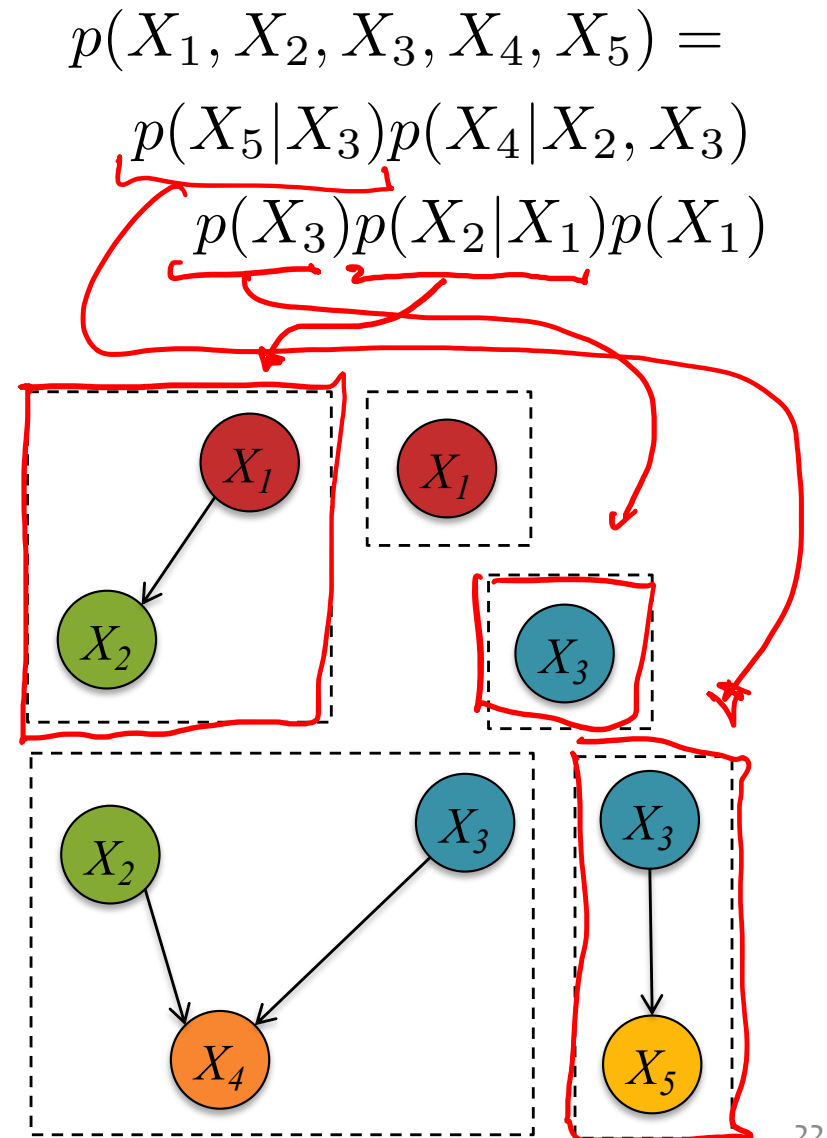 p(X₁, X₂, X₃, X₄, X₅) =
p(X₅|X₃)p(X₄|X₂, X₃)
p(X₃)p(X₂|X₁)p(X₁)
X₁
X₁
X₂
X₃
X₂
X₃
X₃
X₄
X₅
22